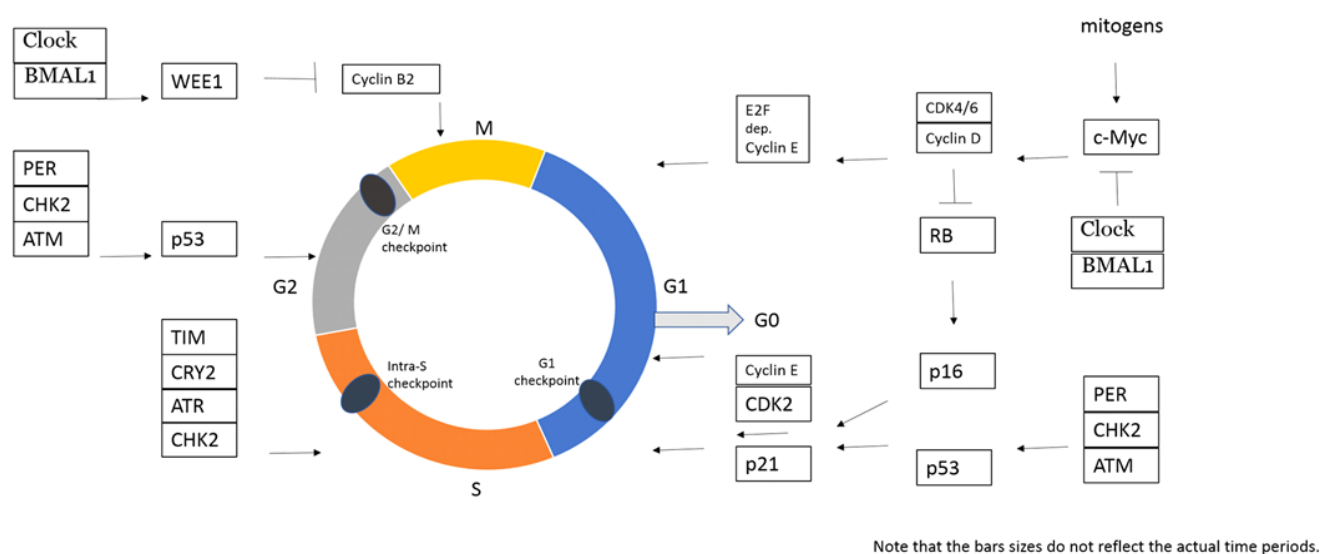 mitogens
Clock
BMAL1
WEE1
Cyclin B2
E2F
dep.
Cyclin E
CDK4/6
Cyclin D
c-Myc
M
PER
CHK2
ATM
p53
G2/ M
checkpoint
RB
Clock
BMAL1
G2
G1
G0
TIM
CRY2
ATR
CHK2
Intra-S
checkpoint
G1
checkpoint
Cyclin E
CDK2
p16
p21
p53
PER
CHK2
ATM
S
Note that the bars sizes do not reflect the actual time periods.